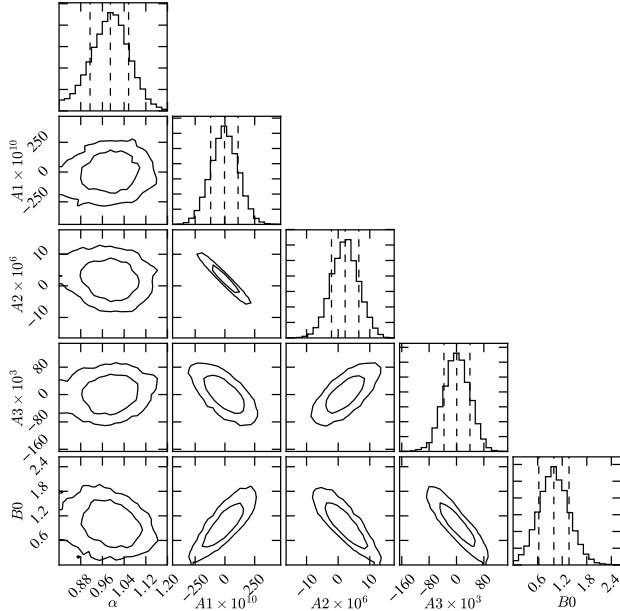 A1 × 10^10
250
0
−250
A2 × 10^6
10
0
−10
A3 × 10^3
80
0
−80
−160
B0
2.4
1.8
1.2
0.6
0.88 0.96 1.04 1.12 1.20
−250 0 250
−10 0 10
−160 −80 0 80
0.6 1.2 1.8 2.4
α
A1 × 10^10
A2 × 10^6
A3 × 10^3
B0